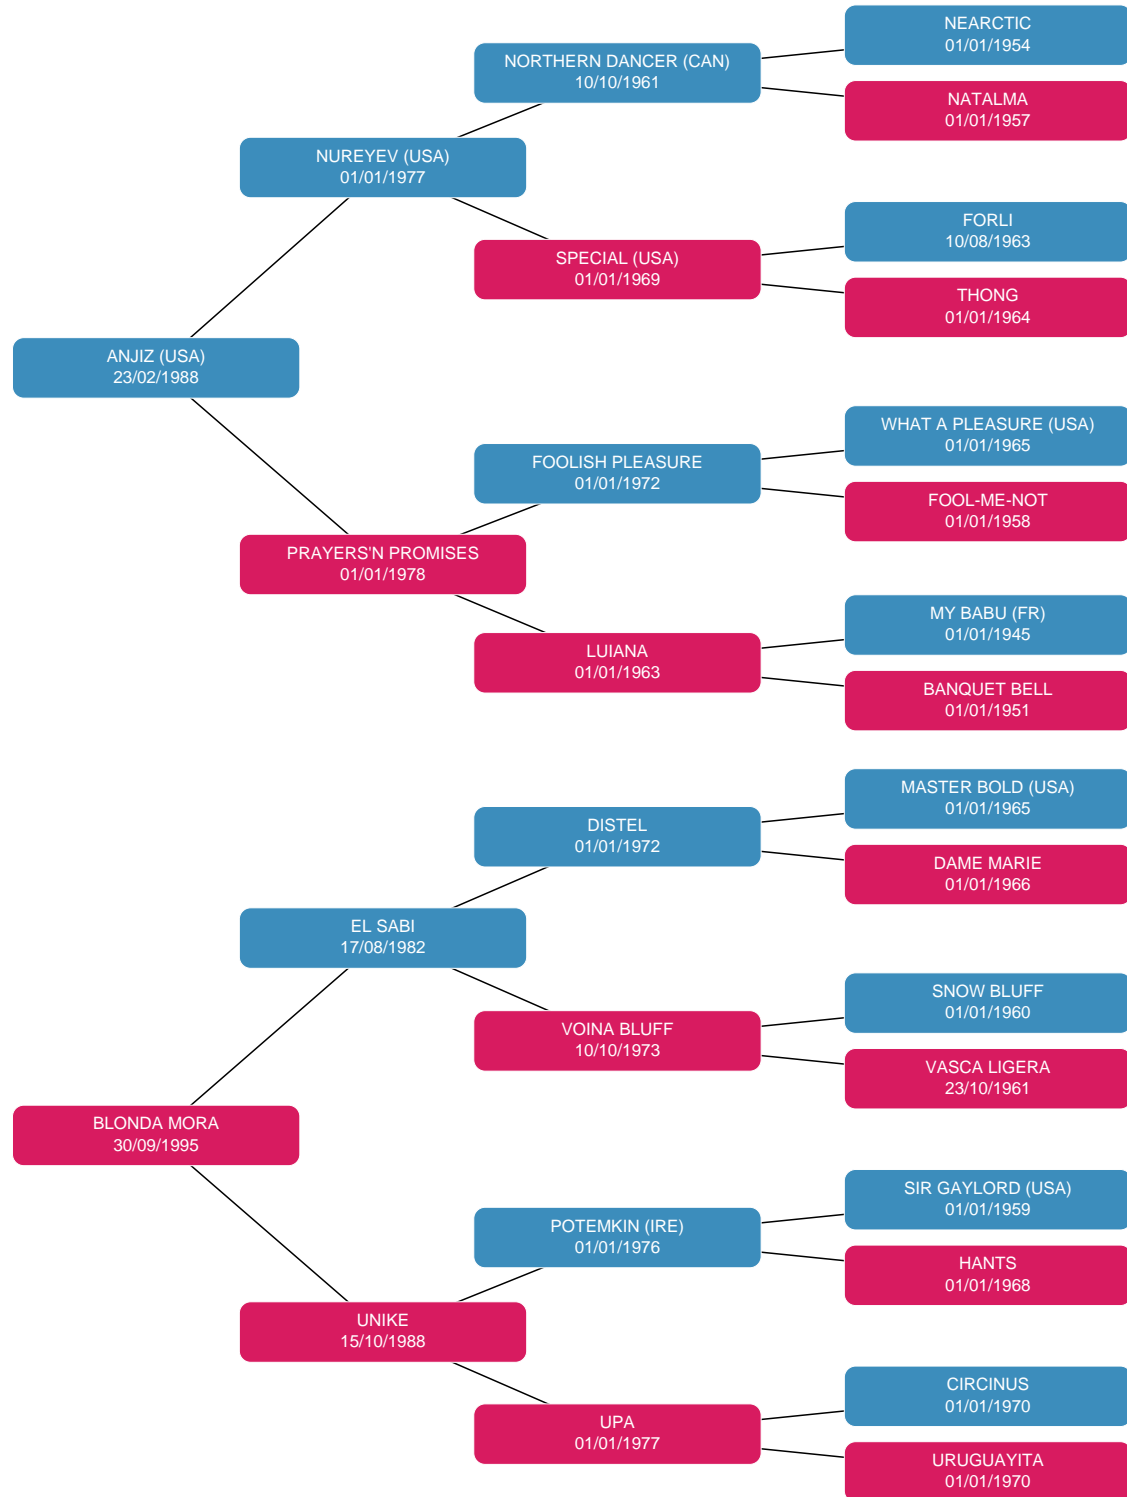 NEARCTIC
01/01/1954
NORTHERN DANCER (CAN)
10/10/1961
NATALMA
01/01/1957
NUREYEV (USA)
01/01/1977
FORLI
10/08/1963
SPECIAL (USA)
01/01/1969
THONG
01/01/1964
ANJIZ (USA)
23/02/1988
WHAT A PLEASURE (USA)
01/01/1965
FOOLISH PLEASURE
01/01/1972
FOOL-ME-NOT
01/01/1958
PRAYERS'N PROMISES
01/01/1978
MY BABU (FR)
01/01/1945
LUIANA
01/01/1963
BANQUET BELL
01/01/1951
MASTER BOLD (USA)
01/01/1965
DISTEL
01/01/1972
DAME MARIE
01/01/1966
EL SABI
17/08/1982
SNOW BLUFF
01/01/1960
VOINA BLUFF
10/10/1973
VASCA LIGERA
23/10/1961
BLONDA MORA
30/09/1995
SIR GAYLORD (USA)
01/01/1959
POTEMKIN (IRE)
01/01/1976
HANTS
01/01/1968
UNIKE
15/10/1988
CIRCINUS
01/01/1970
UPA
01/01/1977
URUGUAYITA
01/01/1970